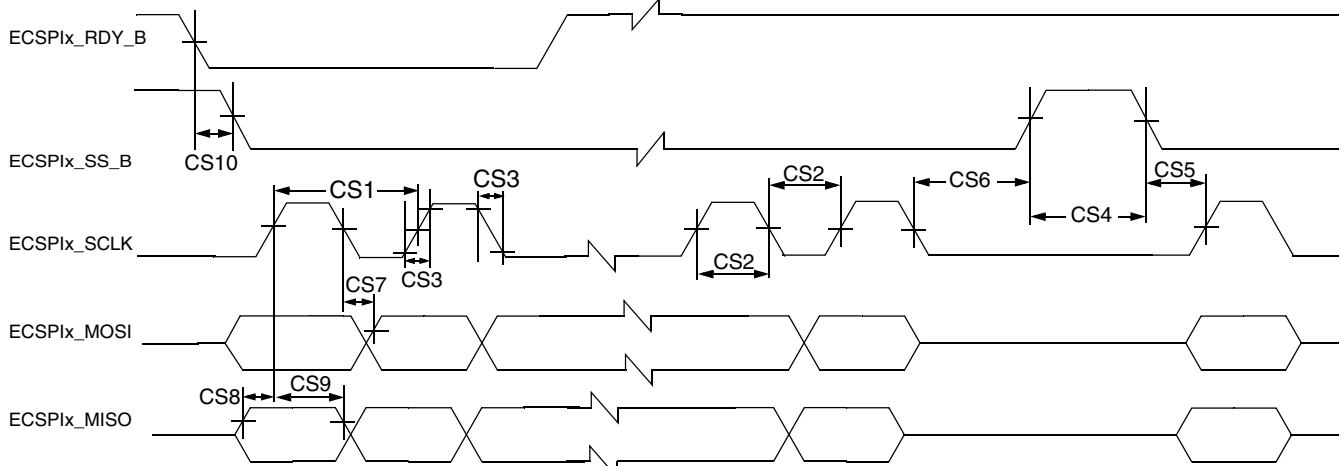 ECSPIx_RDY_B
CS10
ECSPIx_SS_B
CS1
CS3
CS2
CS6
CS5
CS4
ECSPIx_SCLK
CS3
CS2
CS7
ECSPIx_MOSI
CS8
CS9
ECSPIx_MISO